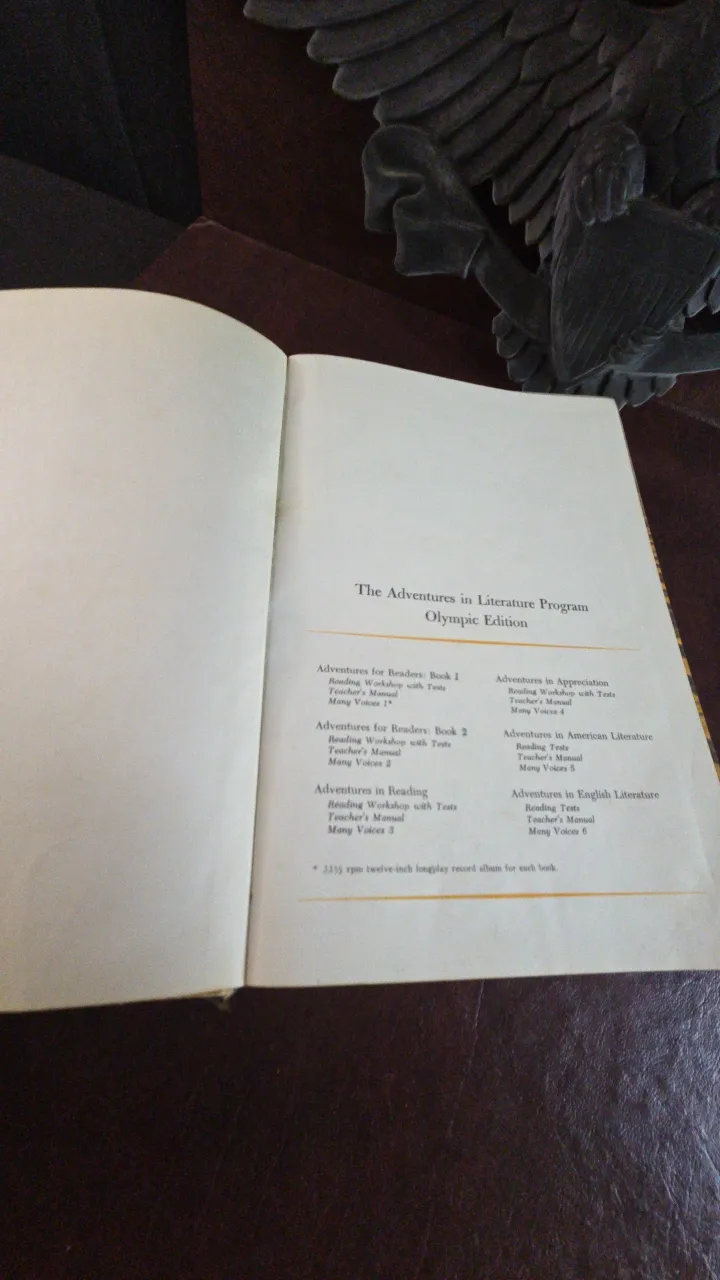 The Adventures in Literature Program
Olympic Edition
Adventures for Readers: Book 1
Reading Workshop with Tests
Teacher's Manual
Many Voices 1*
Adventures for Readers: Book 2
Reading Workshop with Tests
Teacher's Manual
Many Voices 2
Adventures in Reading
Reading Workshop with Tests
Teacher's Manual
Many Voices 3
Adventures in Appreciation
Reading Workshop with Tests
Teacher's Manual
Many Voices 4
Adventures in American Literature
Reading Tests
Teacher's Manual
Many Voices 5
Adventures in English Literature
Reading Tests
Teacher's Manual
Many Voices 6
* 33⅓ rpm twelve-inch longplay record album for each book.